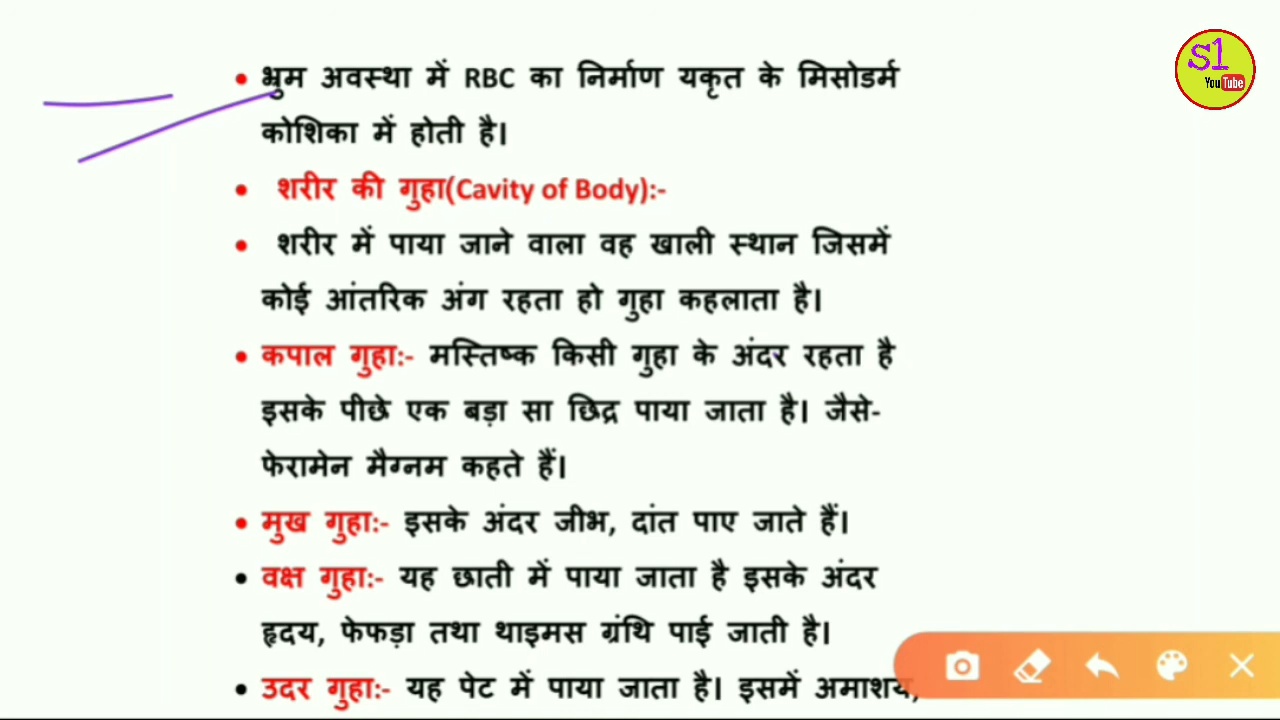 S1
YouTube
• भ्रुम अवस्था में RBC का निर्माण यकृत के मिसोडर्म
कोशिका में होती है।
• शरीर की गुहा(Cavity of Body):-
• शरीर में पाया जाने वाला वह खाली स्थान जिसमें
कोई आंतरिक अंग रहता हो गुहा कहलाता है।
• कपाल गुहा:- मस्तिष्क किसी गुहा के अंदर रहता है
इसके पीछे एक बड़ा सा छिद्र पाया जाता है। जैसे-
फेरामेन मैग्नम कहते हैं।
• मुख गुहा:- इसके अंदर जीभ, दांत पाए जाते हैं।
• वक्ष गुहा:- यह छाती में पाया जाता है इसके अंदर
हृदय, फेफड़ा तथा थाइमस ग्रंथि पाई जाती है।
• उदर गुहा:- यह पेट में पाया जाता है। इसमें अमाशय,